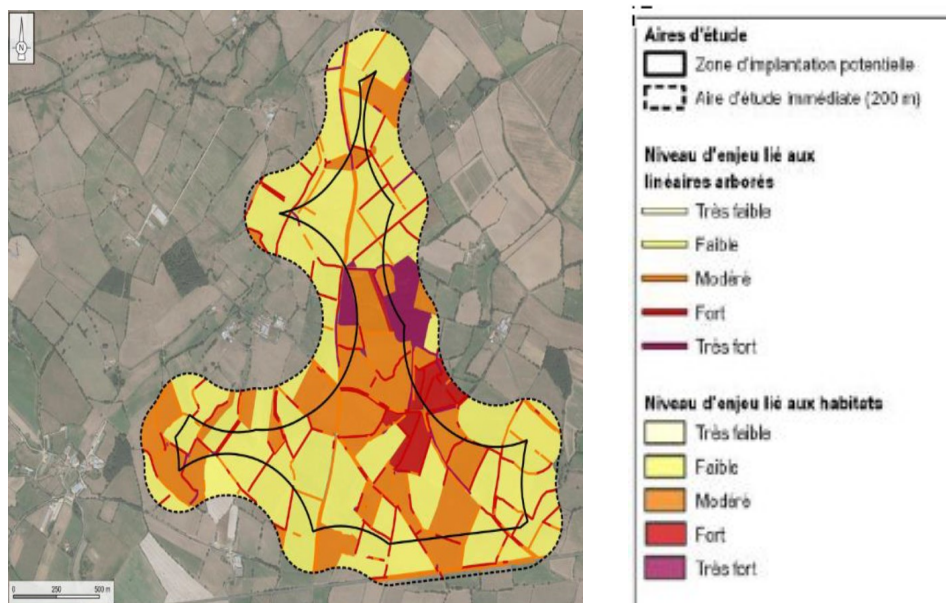 N
0 250 500 m
Aires d'étude
Zone d'implantation potentielle
Aire d'étude immédiate (200 m)
Niveau d'enjeu lié aux
linéaires arborés
Très faible
Faible
Modéré
Fort
Très fort
Niveau d'enjeu lié aux habitats
Très faible
Faible
Modéré
Fort
Très fort